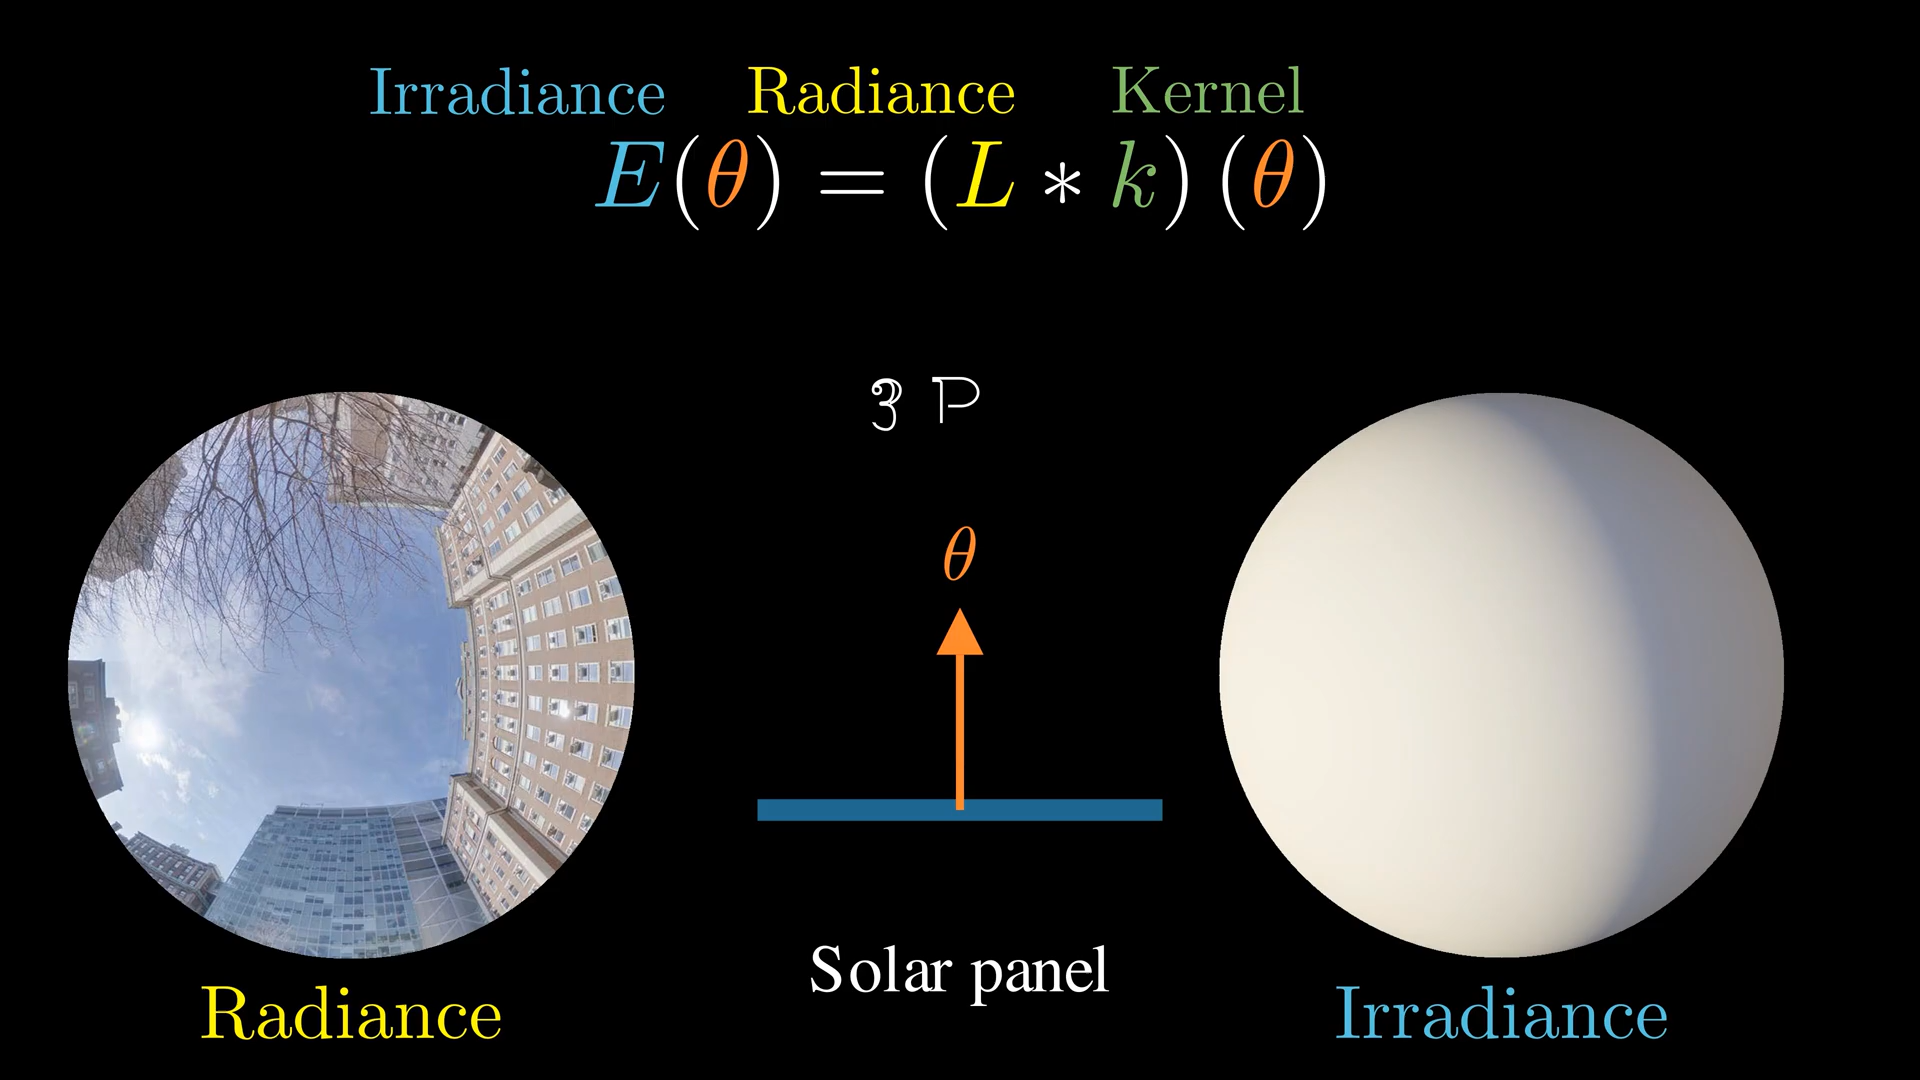 Irradiance Radiance Kernel
E(θ) = (L * k) (θ)
θ
Solar panel
Radiance
Irradiance